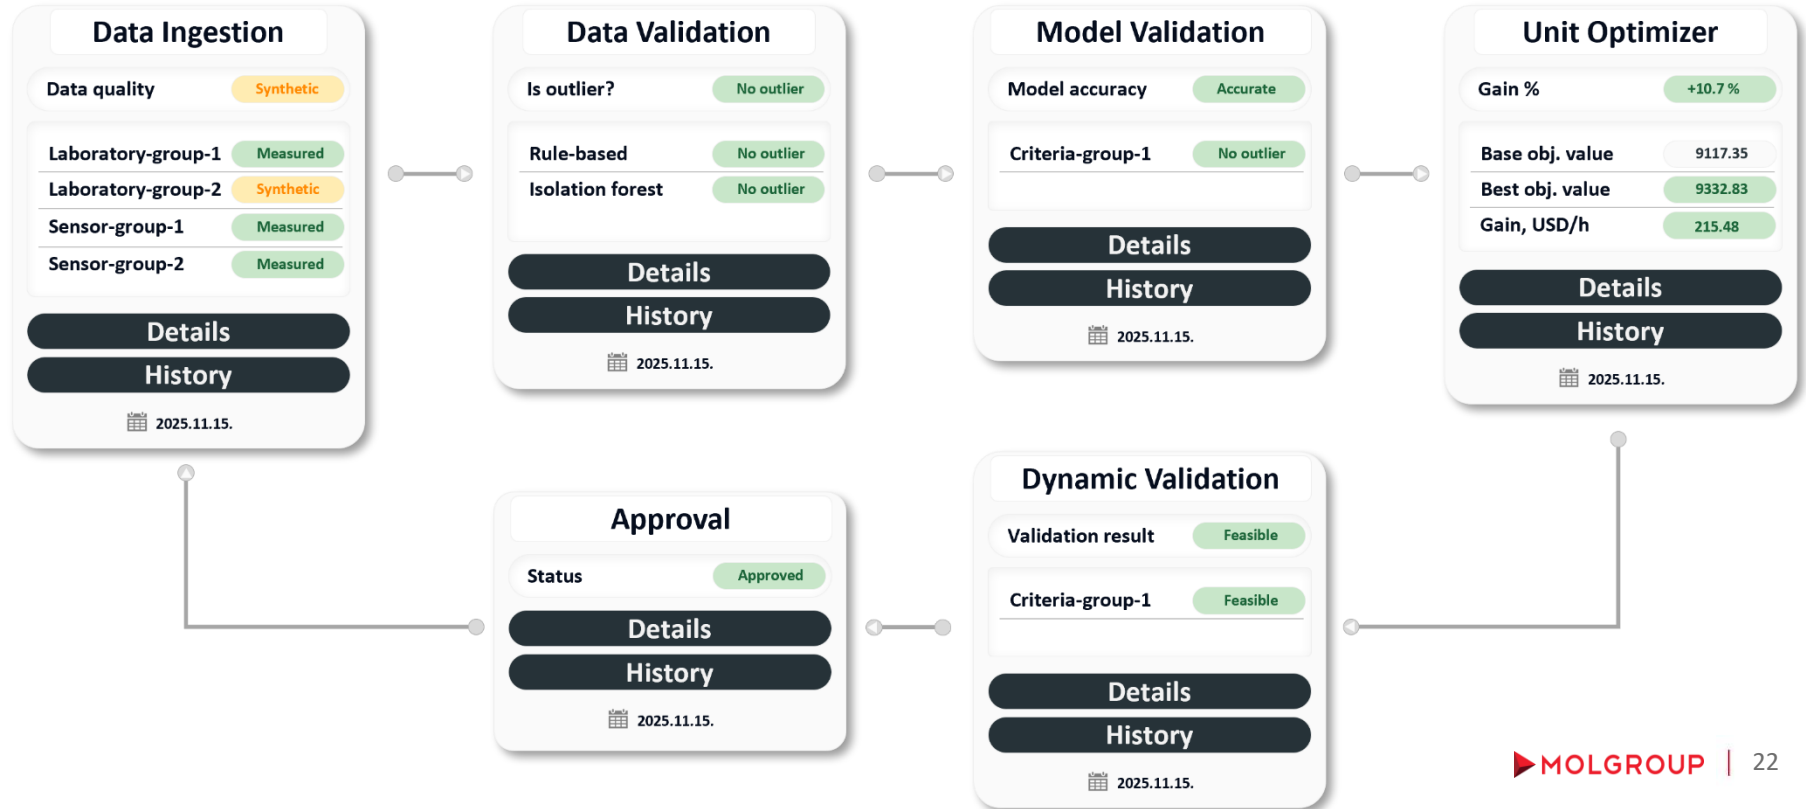 Data Ingestion
Data quality Synthetic
Laboratory-group-1 Measured
Laboratory-group-2 Synthetic
Sensor-group-1 Measured
Sensor-group-2 Measured
Details
History
2025.11.15.
Data Validation
Is outlier? No outlier
Rule-based No outlier
Isolation forest No outlier
Details
History
2025.11.15.
Model Validation
Model accuracy Accurate
Criteria-group-1 No outlier
Details
History
2025.11.15.
Unit Optimizer
Gain % +10.7 %
Base obj. value 9117.35
Best obj. value 9332.83
Gain, USD/h 215.48
Details
History
2025.11.15.
Dynamic Validation
Validation result Feasible
Criteria-group-1 Feasible
Details
History
2025.11.15.
Approval
Status Approved
Details
History
2025.11.15.
MOLGROUP | 22